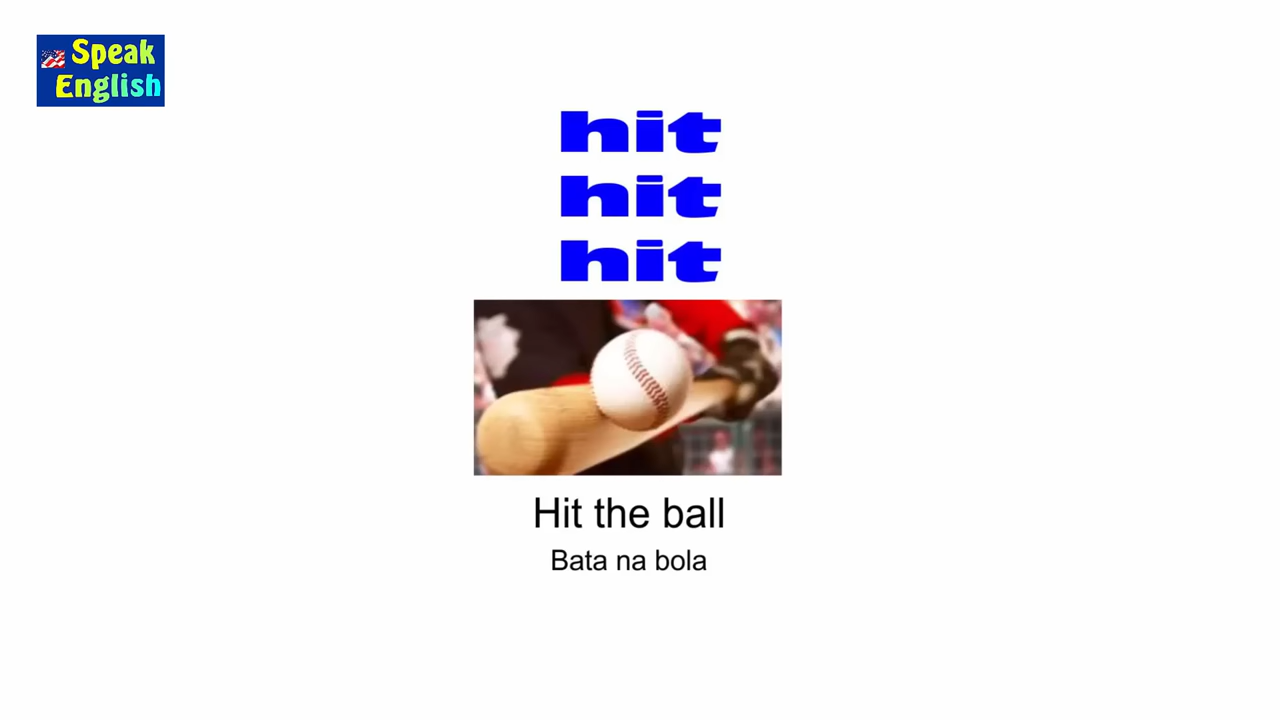 Speak
English
hit
hit
hit
Hit the ball
Bata na bola